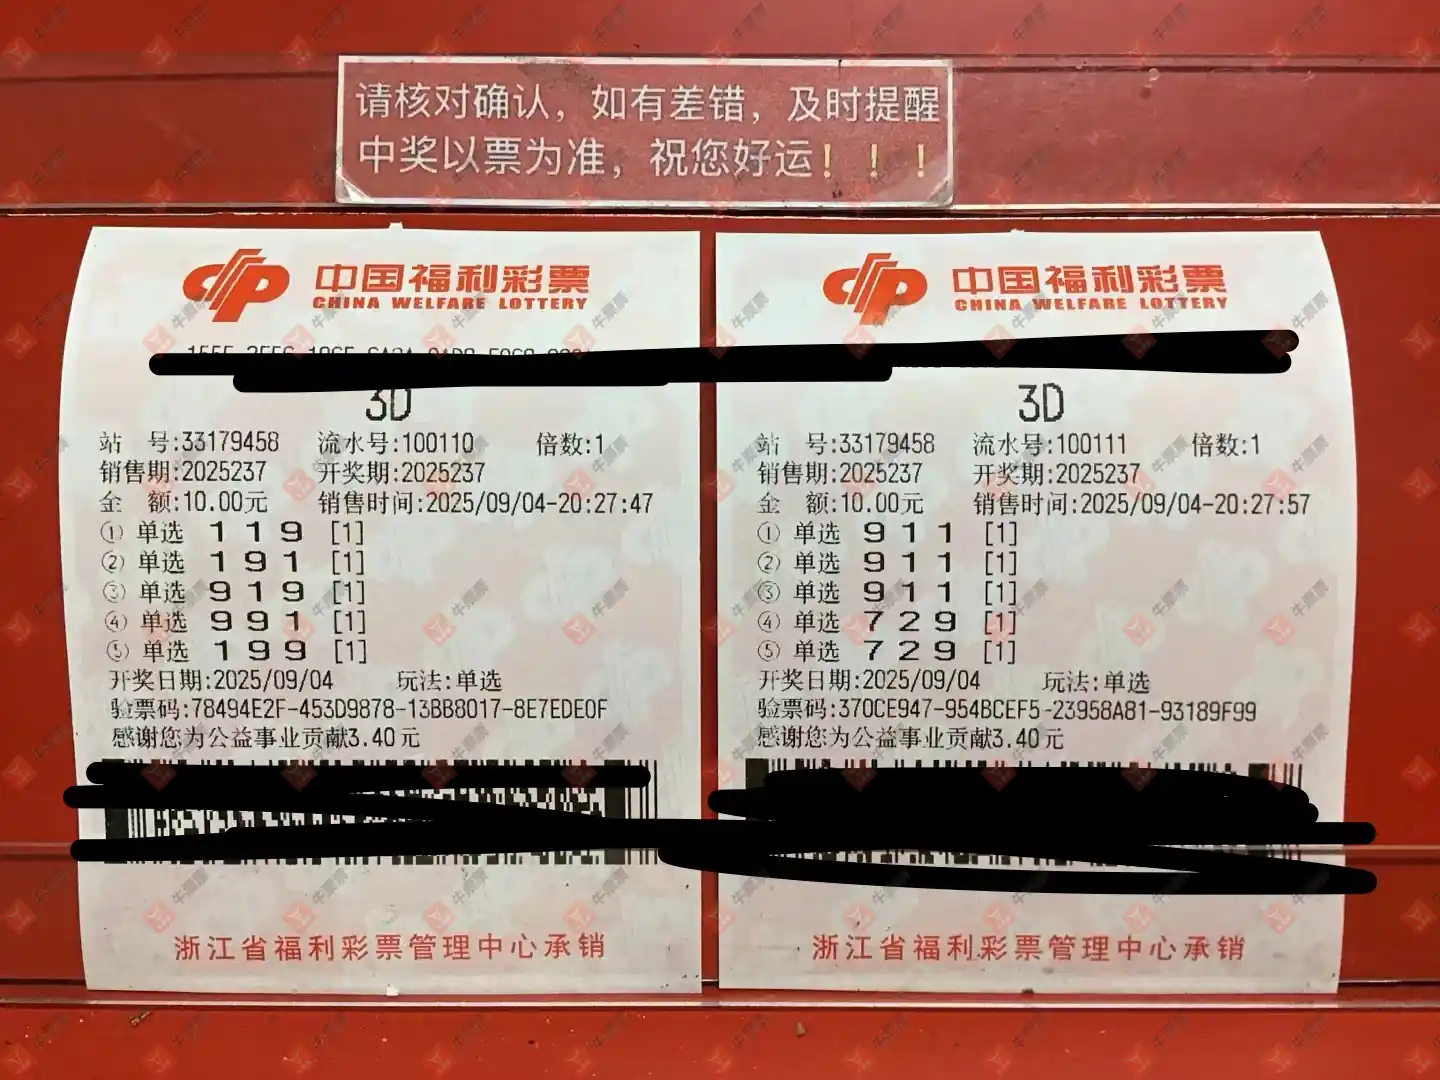 请核对确认，如有差错，及时提醒
中奖以票为准，祝您好运！！！
中国福利彩票
CHINA WELFARE LOTTERY
3D
站 号:33179458 流水号:100110 倍数:1
销售期:2025237 开奖期:2025237
金 额:10.00元 销售时间:2025/09/04-20:27:47
① 单选 1 1 9 [1]
② 单选 1 9 1 [1]
③ 单选 9 1 9 [1]
④ 单选 9 9 1 [1]
⑤ 单选 1 9 9 [1]
开奖日期:2025/09/04 玩法:单选
验票码:78494E2F-453D9878-13BB8017-8E7EDE0F
感谢您为公益事业贡献3.40元
浙江省福利彩票管理中心承销
中国福利彩票
CHINA WELFARE LOTTERY
3D
站 号:33179458 流水号:100111 倍数:1
销售期:2025237 开奖期:2025237
金 额:10.00元 销售时间:2025/09/04-20:27:57
① 单选 9 1 1 [1]
② 单选 9 1 1 [1]
③ 单选 9 1 1 [1]
④ 单选 7 2 9 [1]
⑤ 单选 7 2 9 [1]
开奖日期:2025/09/04 玩法:单选
验票码:370CE947-954BCEF5-23958A81-93189F99
感谢您为公益事业贡献3.40元
浙江省福利彩票管理中心承销
牛票票